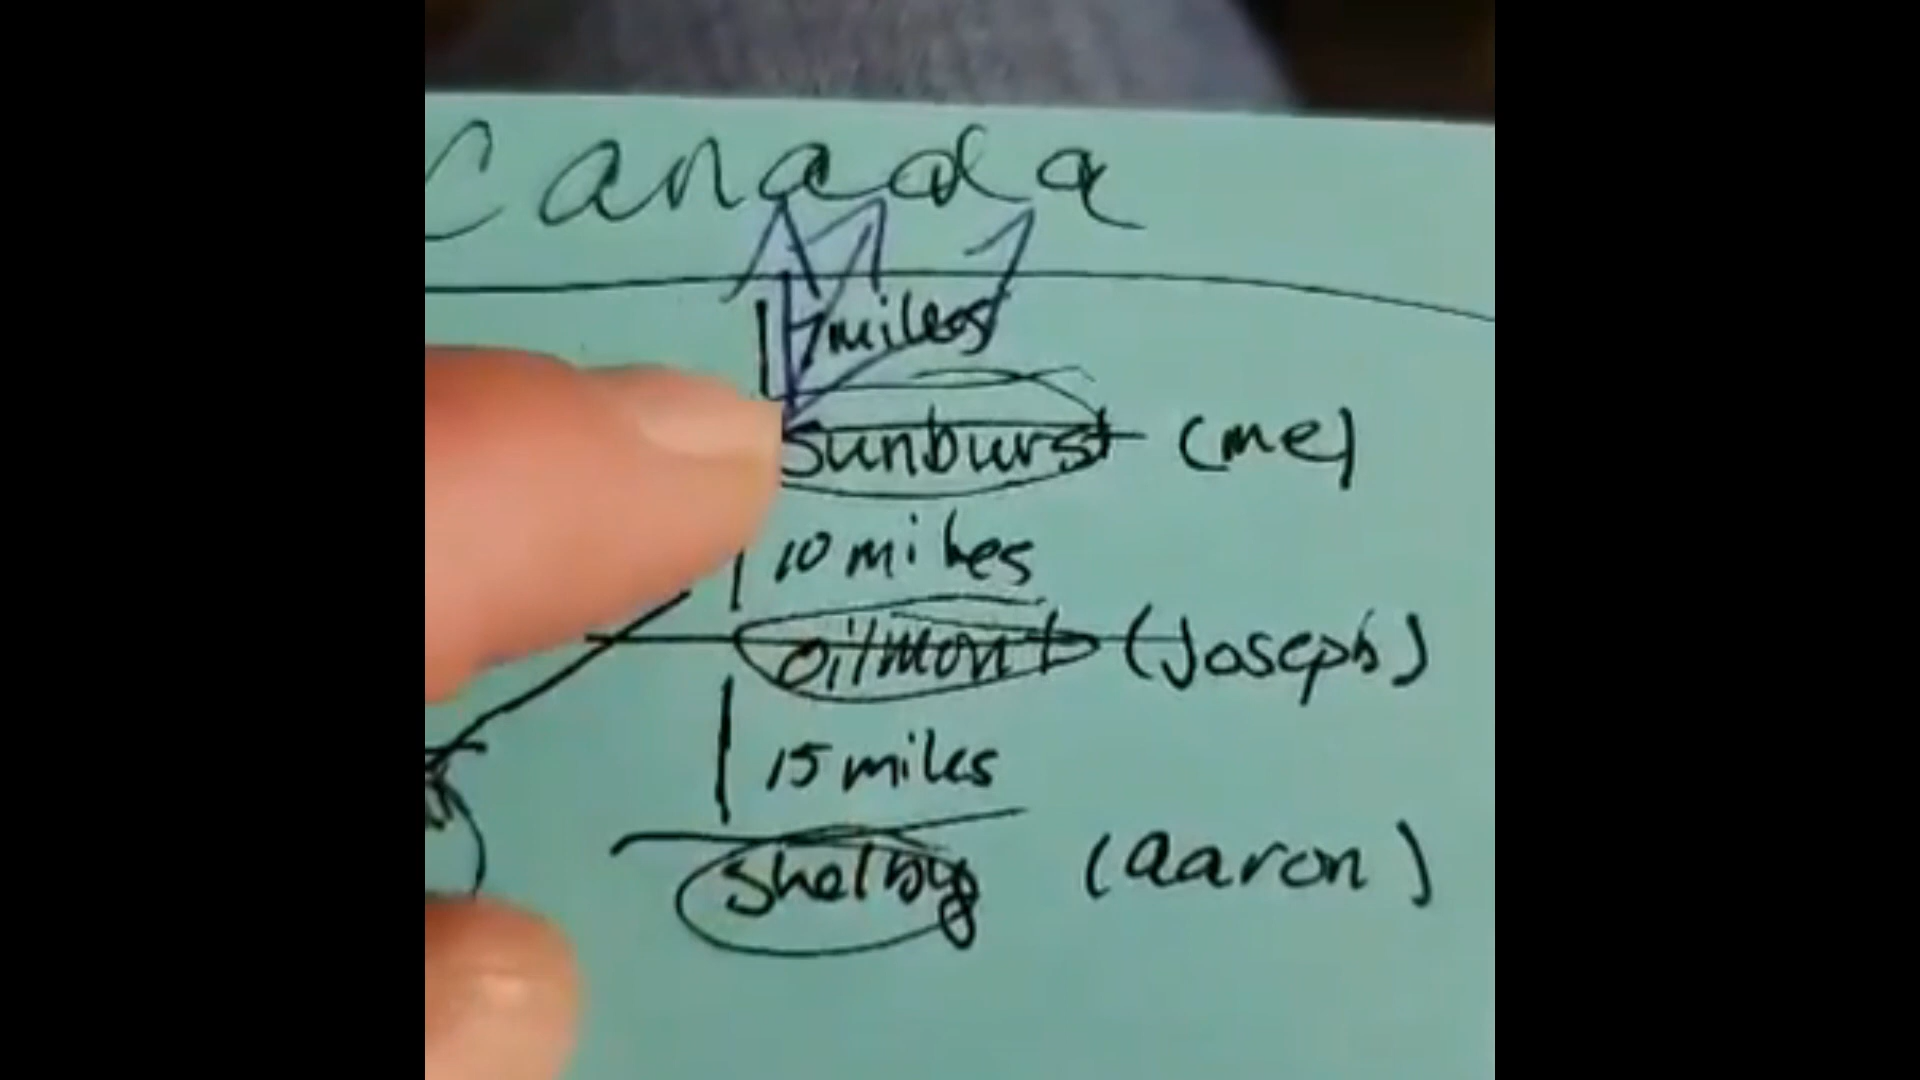 Canada
7 miles
Sunburst (me)
10 miles
oilmont (Joseph)
15 miles
Shelby (aaron)